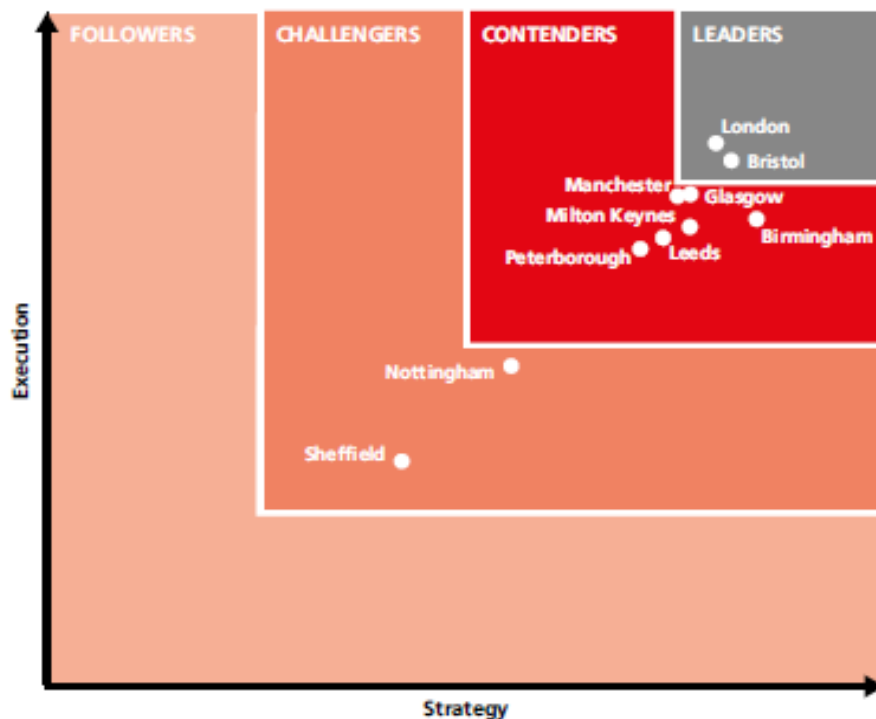 FOLLOWERS
CHALLENGERS
CONTENDERS
LEADERS
London
Bristol
Manchester
Glasgow
Milton Keynes
Birmingham
Leeds
Peterborough
Nottingham
Sheffield
Execution
Strategy